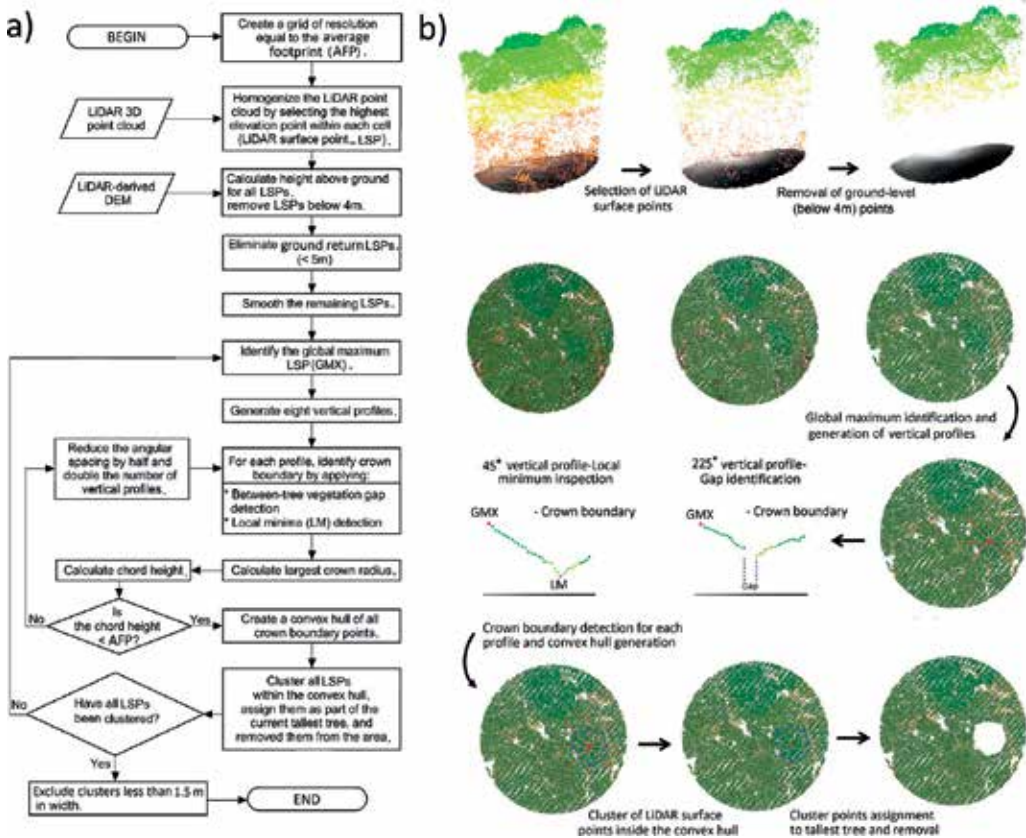 a)
BEGIN
Create a grid of resolution
equal to the average
footprint (AFP).
LiDAR 3D
point cloud
Homogenize the LiDAR point
cloud by selecting the highest
elevation point within each cell
(LiDAR surface point_ LSP).
LiDAR-derived
DEM
Calculate height above ground
for all LSPs.
remove LSPs below 4m.
Eliminate ground return LSPs.
(< 5m)
Smooth the remaining LSPs.
Identify the global maximum
LSP(GMX).
Generate eight vertical profiles.
Reduce the angular
spacing by half and
double the number of
vertical profiles.
For each profile, identify crown
boundary by applying:
* Between-tree vegetation gap
detection
* Local minima (LM) detection
Calculate chord height.
Calculate largest crown radius.
Is
the chord height
< AFP?
No
Yes
Create a convex hull of all
crown boundary points.
Cluster all LSPs
within the convex hull,
assign them as part of the
current tallest tree, and
removed them from the area.
Have all LSPs
been clustered?
No
Yes
Exclude clusters less than 1.5 m
in width.
END
b)
Selection of LiDAR
surface points
Removal of ground-level
(below 4m) points
Global maximum identification and
generation of vertical profiles
45° vertical profile-Local
minimum inspection
225° vertical profile-
Gap identification
GMX
- Crown boundary
LM
GMX
- Crown boundary
Gap
Crown boundary detection for each
profile and convex hull generation
Cluster of LiDAR surface
points inside the convex hull
Cluster points assignment
to tallest tree and removal